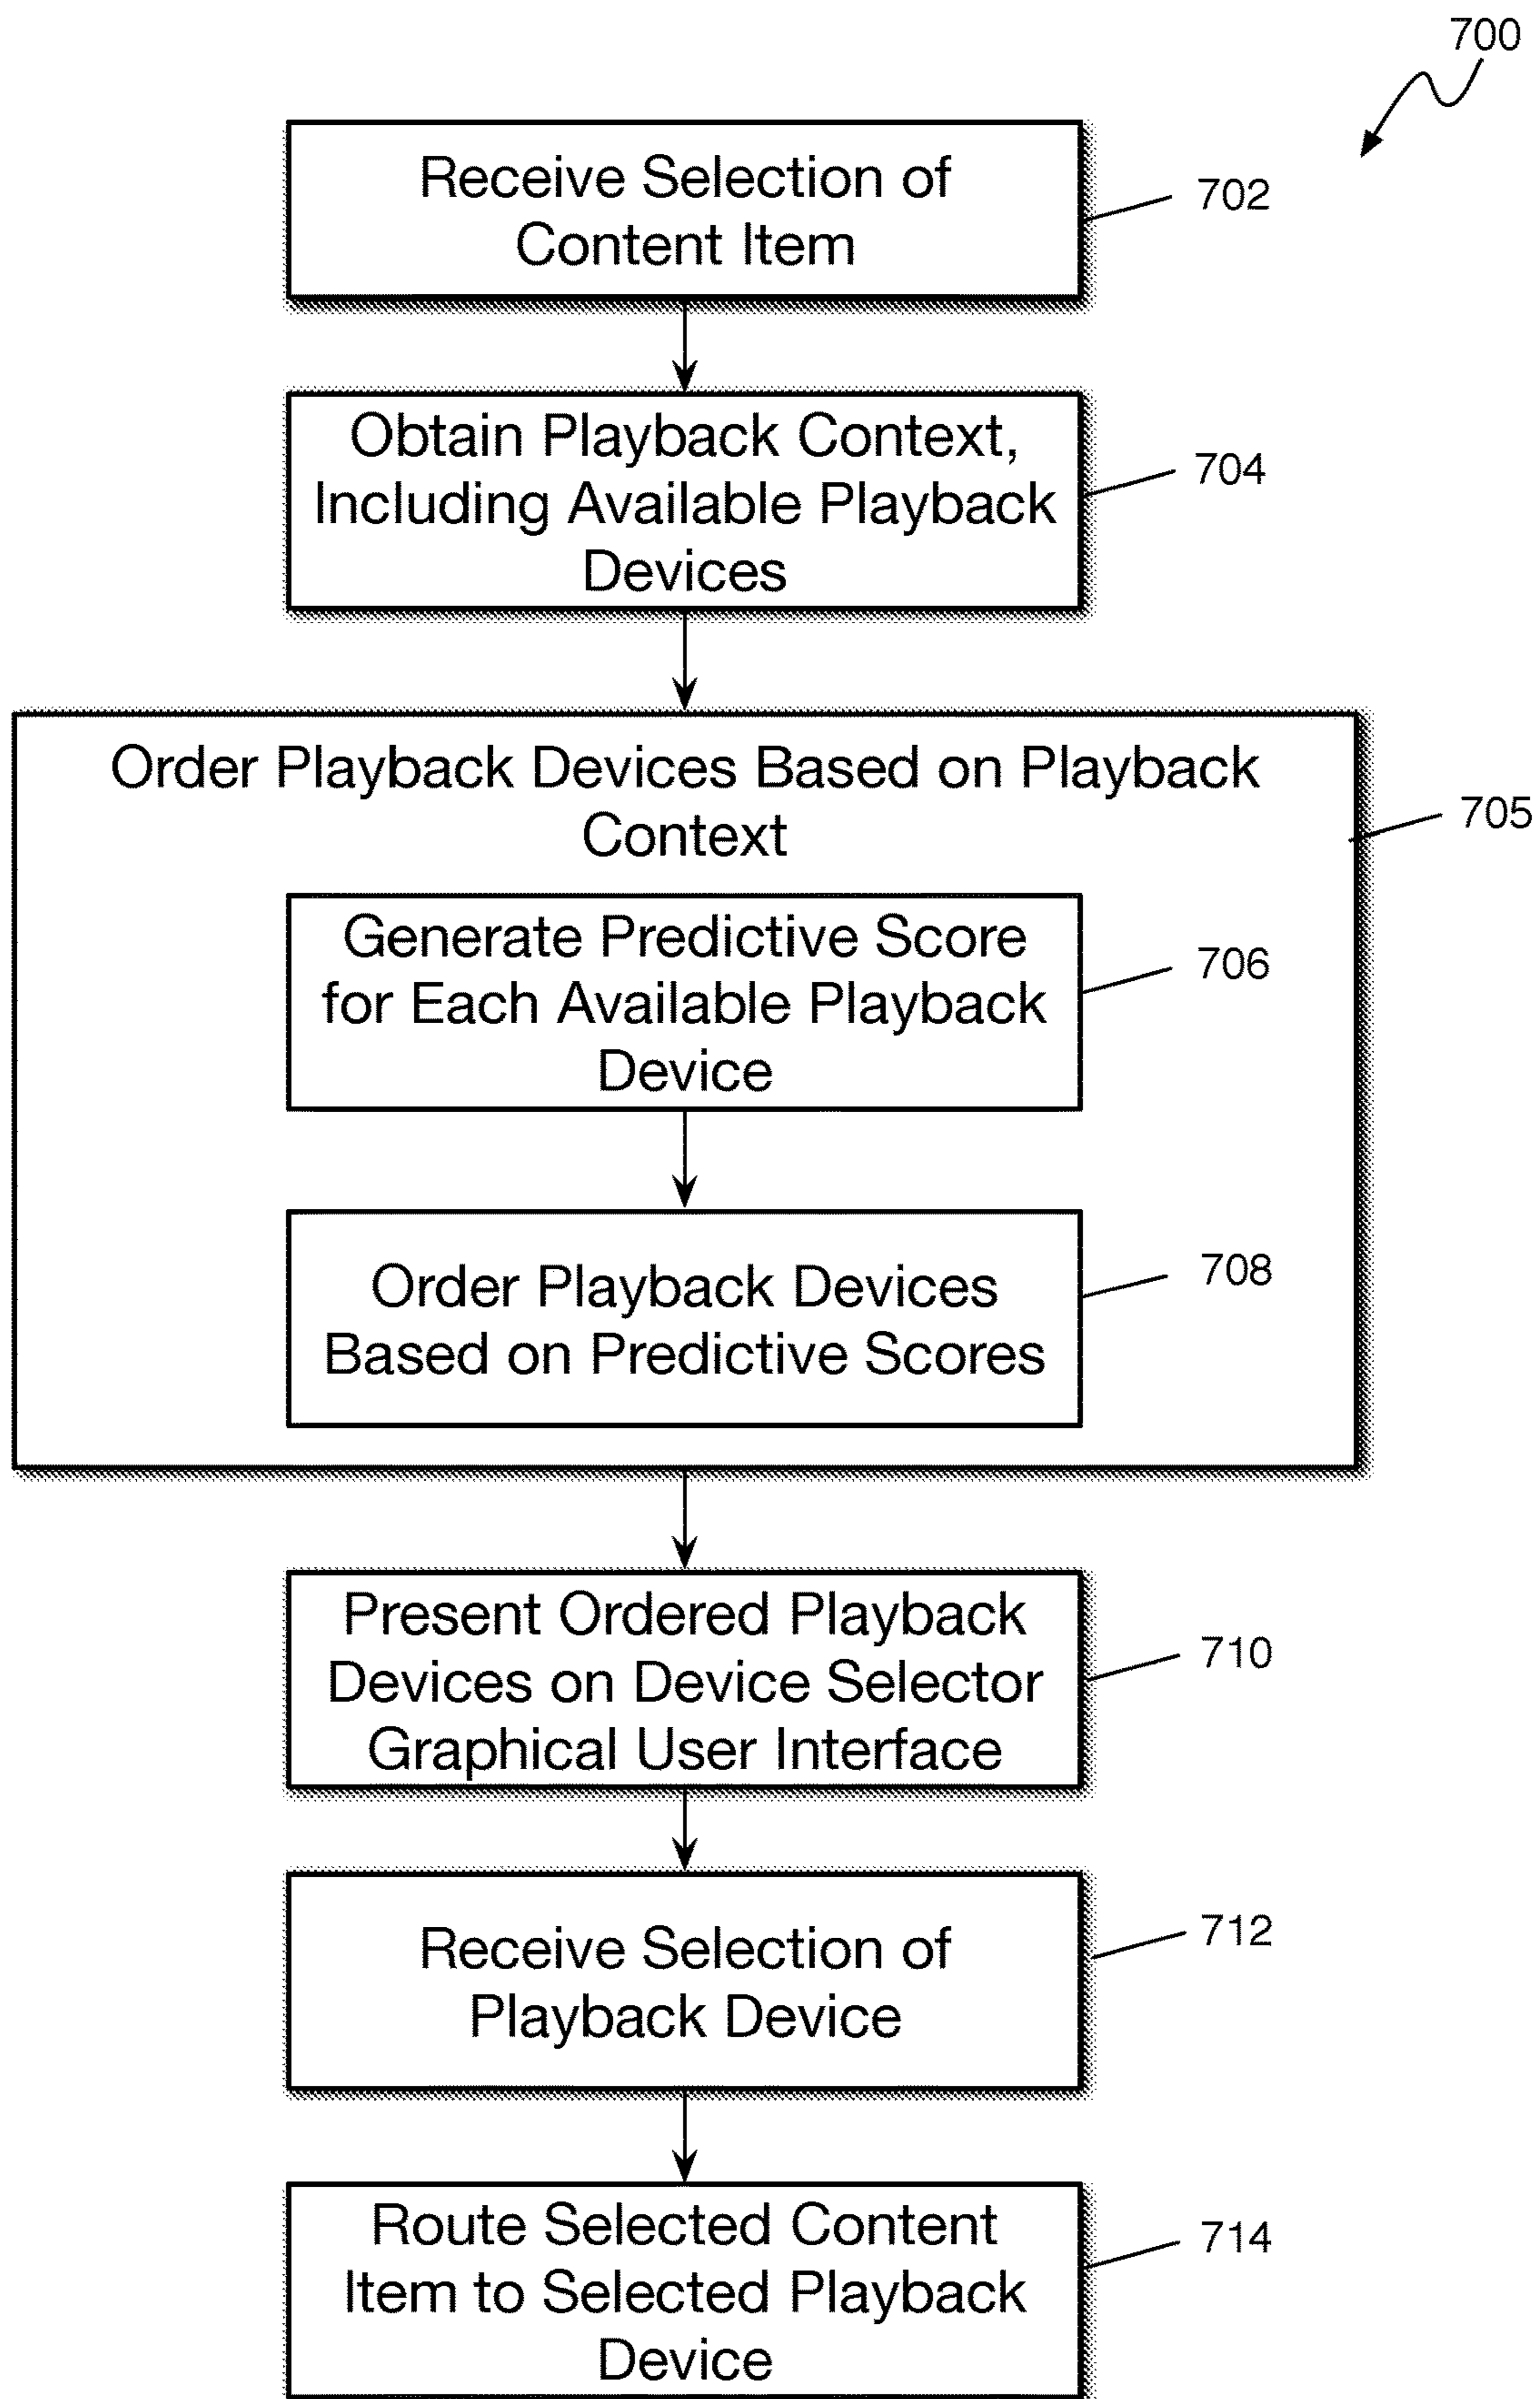 700
Receive Selection of
Content Item
702
Obtain Playback Context,
Including Available Playback
Devices
704
Order Playback Devices Based on Playback
Context
705
Generate Predictive Score
for Each Available Playback
Device
706
Order Playback Devices
Based on Predictive Scores
708
Present Ordered Playback
Devices on Device Selector
Graphical User Interface
710
Receive Selection of
Playback Device
712
Route Selected Content
Item to Selected Playback
Device
714